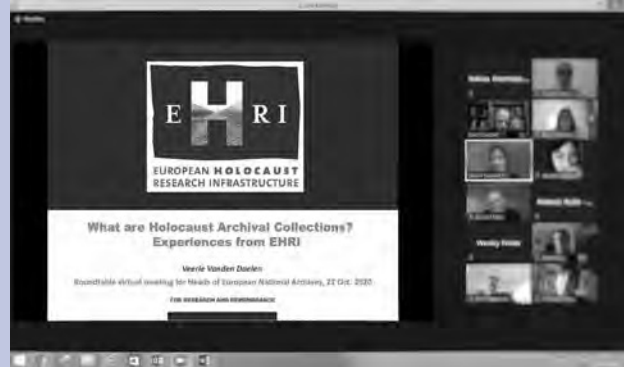 EHRI
EUROPEAN HOLOCAUST
RESEARCH INFRASTRUCTURE
What are Holocaust Archival Collections?
Experiences from EHRI
Veerle Vanden Daelen
Roundtable virtual meeting for Heads of European National Archives, 22 Oct. 2020
FOR RESEARCH AND REMEMBRANCE